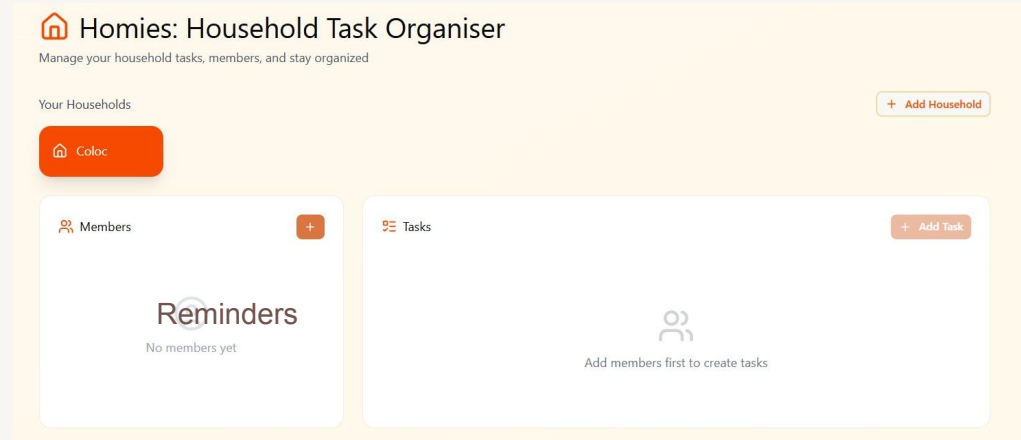 Homies: Household Task Organiser
Manage your household tasks, members, and stay organized
Your Households
+ Add Household
Coloc
Members
+
Tasks
+ Add Task
Reminders
No members yet
Add members first to create tasks